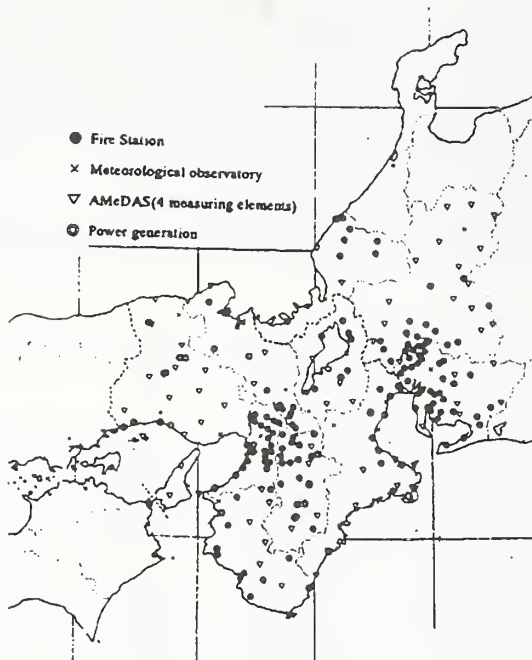 Fire Station
Meteorological observatory
AMeDAS(4 measuring elements)
Power generation